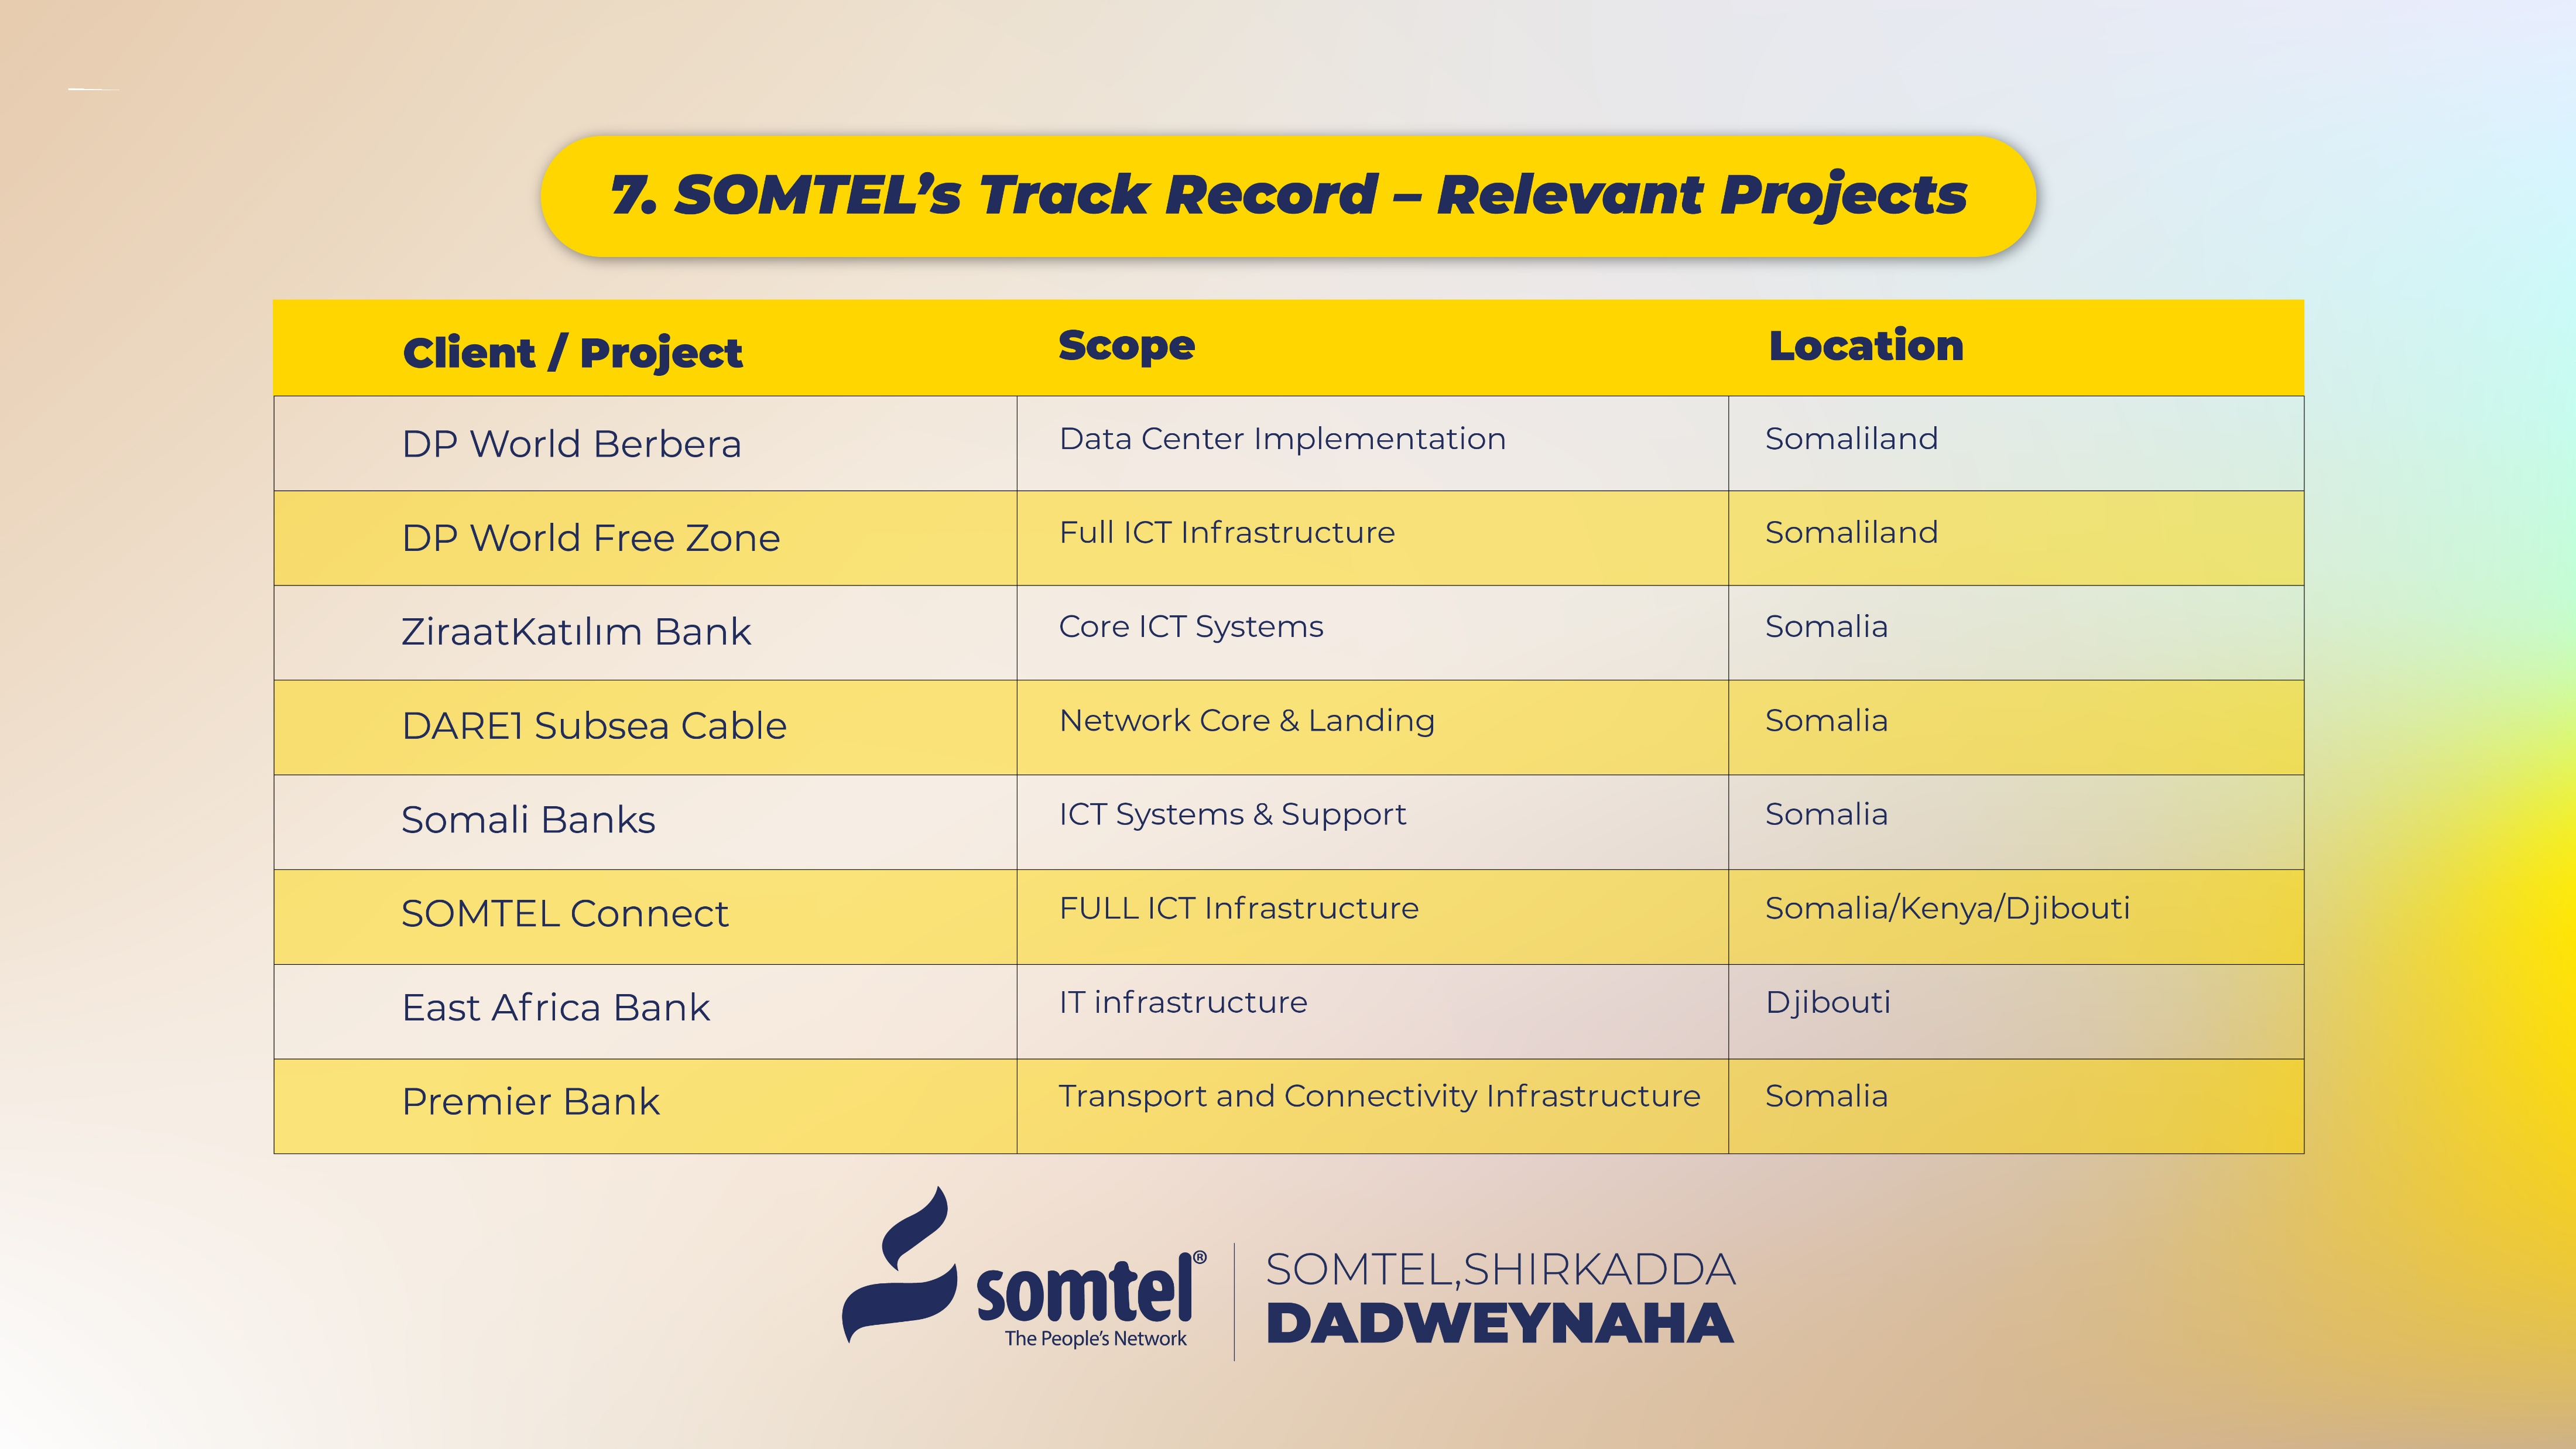 7. SOMTEL’s Track Record – Relevant Projects
Client / Project Scope Location
DP World Berbera Data Center Implementation Somaliland
DP World Free Zone Full ICT Infrastructure Somaliland
ZiraatKatılım Bank Core ICT Systems Somalia
DARE1 Subsea Cable Network Core & Landing Somalia
Somali Banks ICT Systems & Support Somalia
SOMTEL Connect FULL ICT Infrastructure Somalia/Kenya/Djibouti
East Africa Bank IT infrastructure Djibouti
Premier Bank Transport and Connectivity Infrastructure Somalia
somtel®
The People’s Network
SOMTEL,SHIRKADDA
DADWEYNAHA